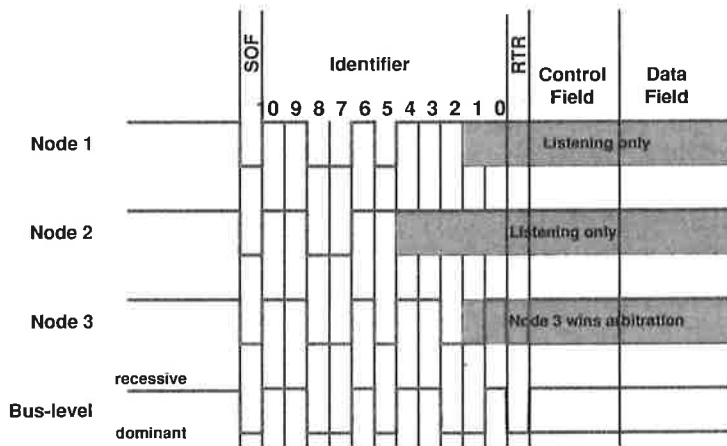 SOF
Identifier
RTR
Control
Field
Data
Field
10 9 8 7 6 5 4 3 2 1 0
Node 1
Listening only
Node 2
Listening only
Node 3
Node 3 wins arbitration
recessive
Bus-level
dominant